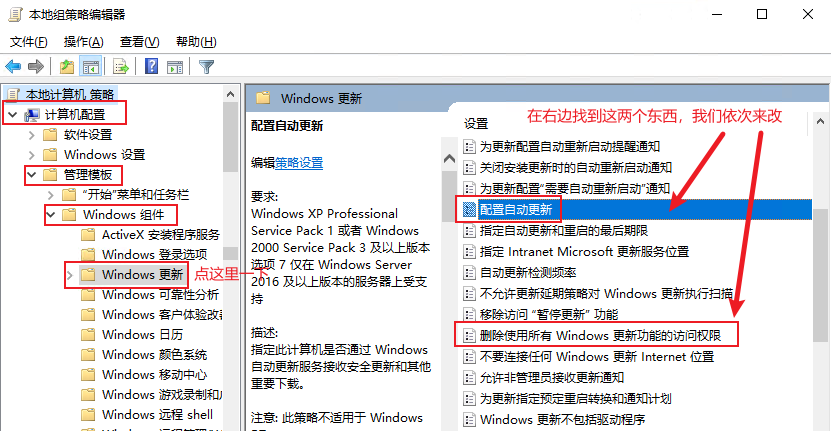 本地组策略编辑器
文件(F) 操作(A) 查看(V) 帮助(H)
本地计算机 策略
计算机配置
软件设置
Windows 设置
管理模板
“开始”菜单和任务栏
Windows 组件
ActiveX 安装程序服务
Windows 登录选项
Windows 更新
点这里一下
Windows 可靠性分析
Windows 客户体验改善
Windows 日历
Windows 颜色系统
Windows 移动中心
Windows 游戏录制和
Windows 远程 shell
Windows 更新
配置自动更新
编辑策略设置
要求:
Windows XP Professional
Service Pack 1 或者 Windows
2000 Service Pack 3 及以上版本
选项 7 仅在 Windows Server
2016 及以上版本的服务器上受支
持
描述:
指定此计算机是否通过 Windows
自动更新服务接收安全更新和其他
重要下载。
注意: 此策略不适用于 Windows
在右边找到这两个东西，我们依次来改
设置
为更新配置自动重新启动提醒通知
关闭安装更新时的自动重新启动通知
为更新配置“需要自动重新启动”通知
配置自动更新
指定自动更新和重启的最后期限
指定 Intranet Microsoft 更新服务位置
自动更新检测频率
不允许更新延期策略对 Windows 更新执行扫描
移除访问 “暂停更新” 功能
删除使用所有 Windows 更新功能的访问权限
不要连接任何 Windows 更新 Internet 位置
允许非管理员接收更新通知
为更新指定预定重启转换和通知计划
Windows 更新不包括驱动程序